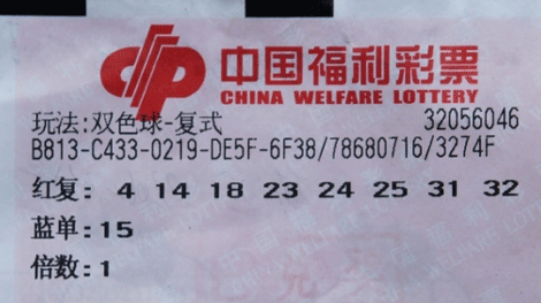 中国福利彩票
CHINA WELFARE LOTTERY
玩法:双色球-复式 32056046
B813-C433-0219-DE5F-6F38/78680716/3274F
红复: 4 14 18 23 24 25 31 32
蓝单:15
倍数:1